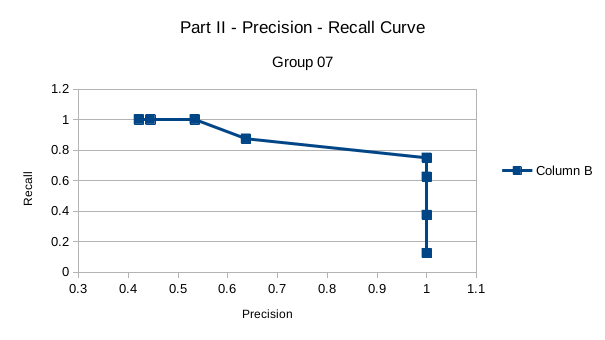 Part II - Precision - Recall Curve
Group 07
1.2
1
0.8
0.6
0.4
0.2
0
Recall
0.3 0.4 0.5 0.6 0.7 0.8 0.9 1 1.1
Precision
Column B